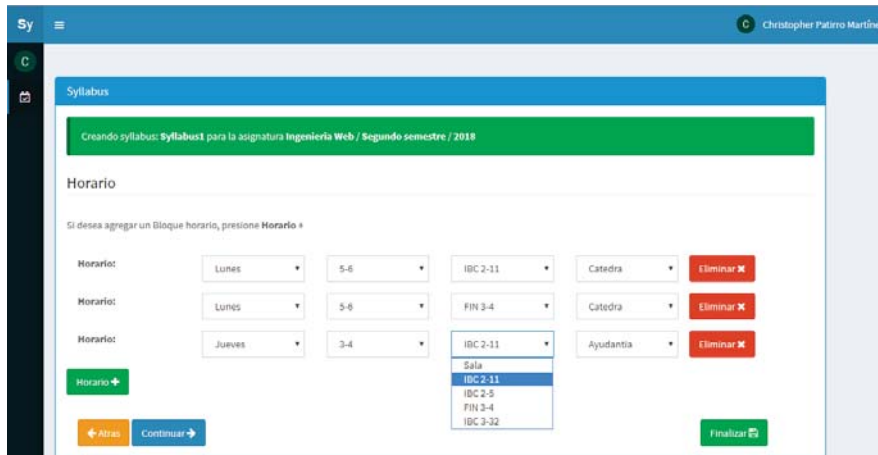 Sy
C Christopher Patirro Martíne
C
Syllabus
Creando syllabus: Syllabus1 para la asignatura Ingenieria Web / Segundo semestre / 2018
Horario
Si desea agregar un Bloque horario, presione Horario +
Horario: Lunes 5-6 IBC 2-11 Catedra Eliminar
Horario: Lunes 5-6 FIN 3-4 Catedra Eliminar
Horario: Jueves 3-4 IBC 2-11 Ayudantia Eliminar
Sala
IBC 2-11
IBC 2-5
FIN 3-4
IBC 3-32
Horario +
Atras Continuar Finalizar